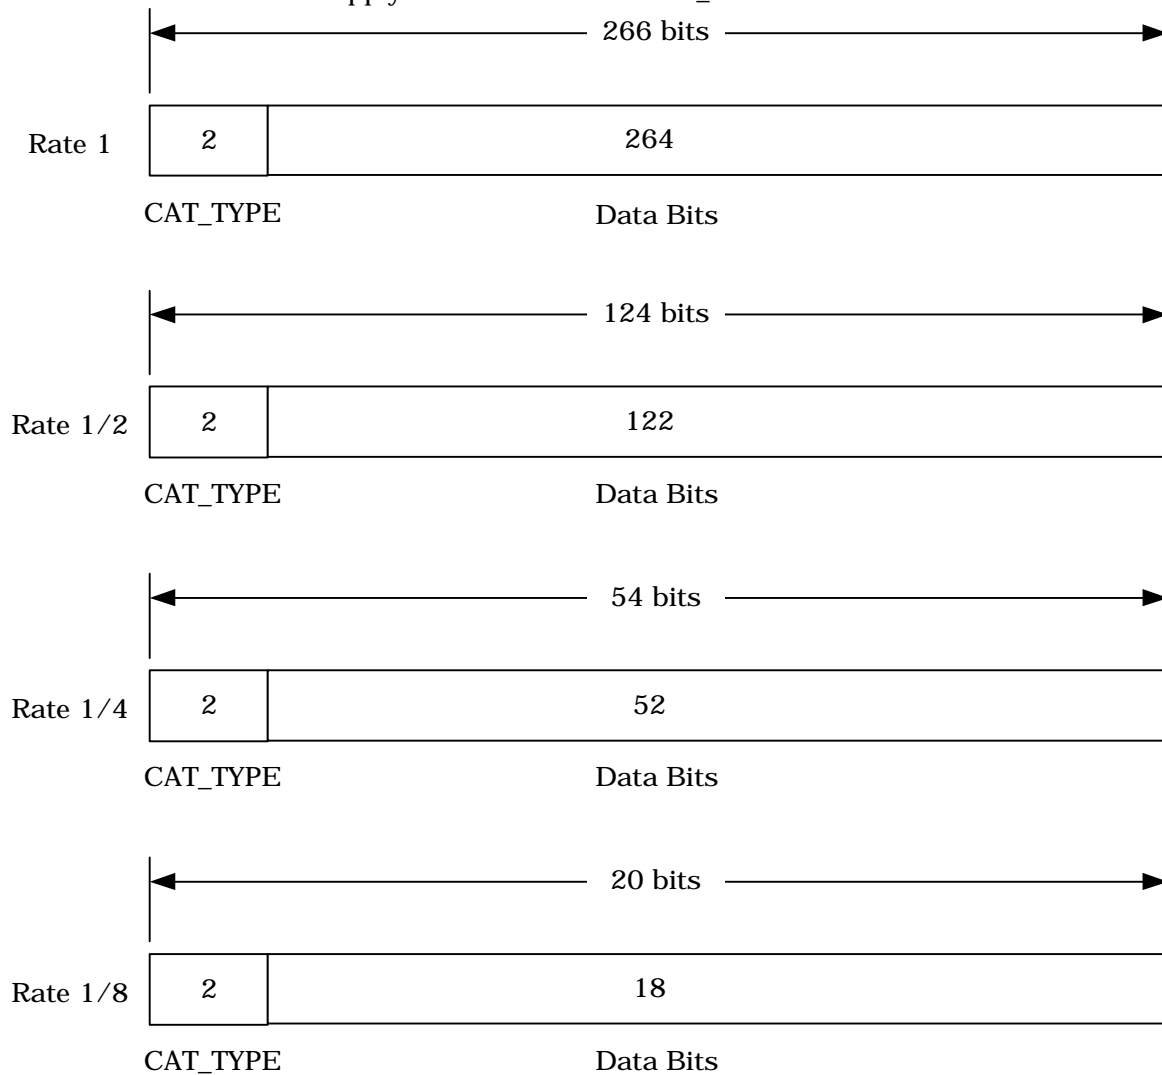 266 bits
Rate 1 2 264
CAT_TYPE Data Bits
124 bits
Rate 1/2 2 122
CAT_TYPE Data Bits
54 bits
Rate 1/4 2 52
CAT_TYPE Data Bits
20 bits
Rate 1/8 2 18
CAT_TYPE Data Bits